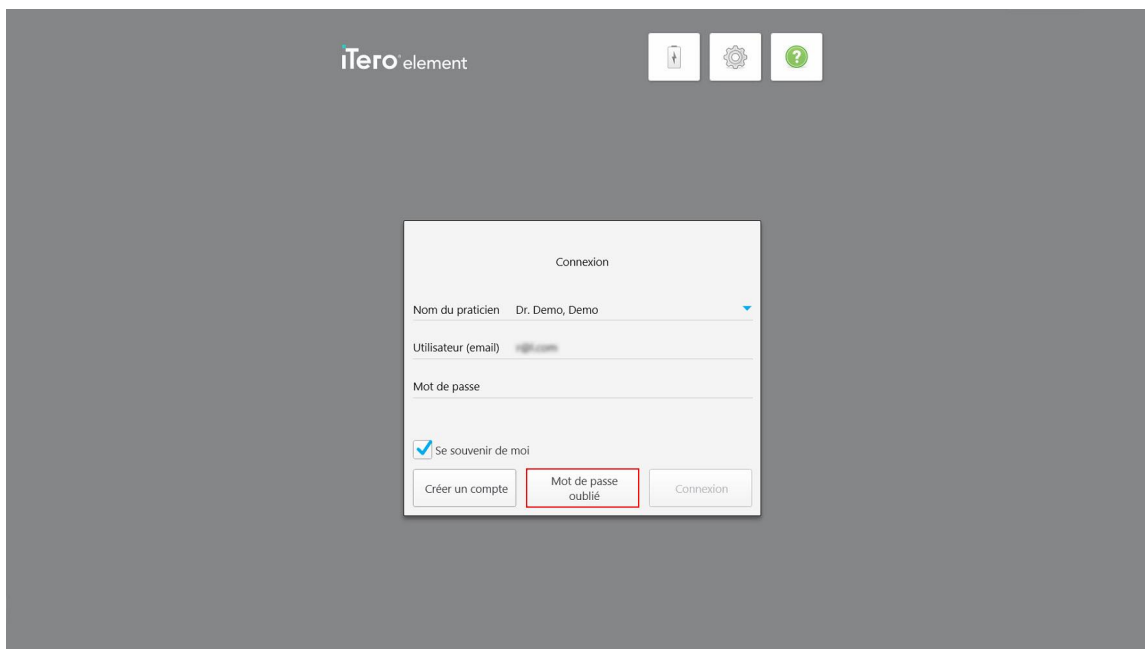 iTero element
?
Connexion
Nom du praticien Dr. Demo, Demo
Utilisateur (email)
Mot de passe
Se souvenir de moi
Créer un compte
Mot de passe
oublié
Connexion